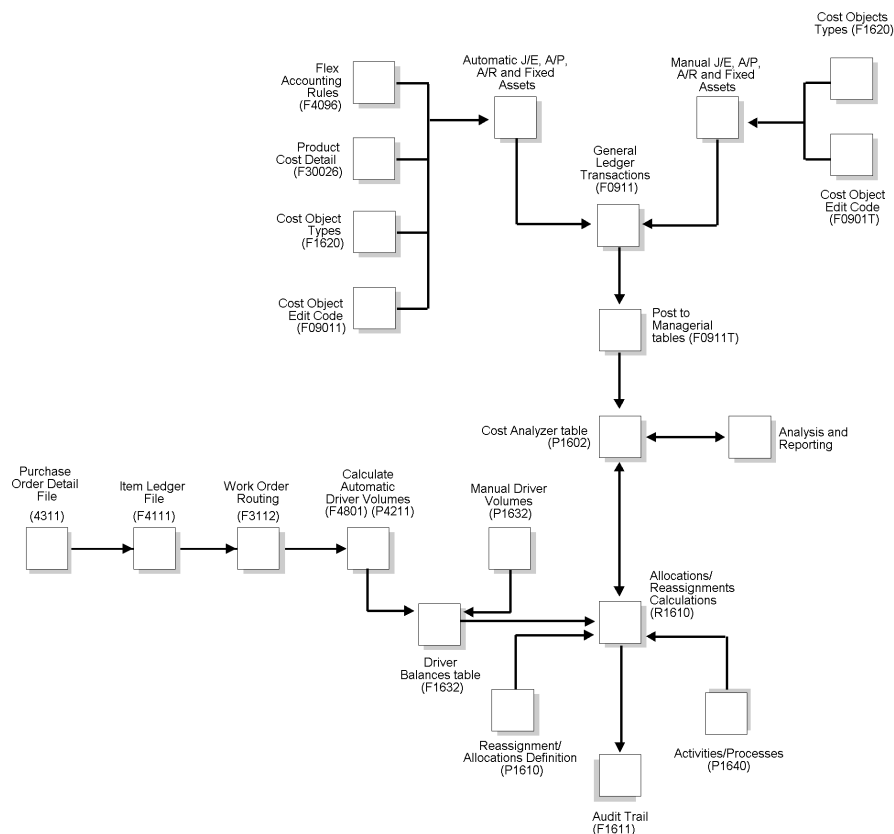 Cost Objects
Types (F1620)
Flex
Accounting
Rules
(F4096)
Automatic J/E, A/P,
A/R and Fixed
Assets
Manual J/E, A/P,
A/R and Fixed
Assets
Product
Cost Detail
(F30026)
General
Ledger
Transactions
(F0911)
Cost Object
Edit Code
(F0901T)
Cost Object
Types
(F1620)
Cost Object
Edit Code
(F09011)
Post to
Managerial
tables (F0911T)
Cost Analyzer table
(P1602)
Analysis and
Reporting
Purchase
Order Detail
File
(4311)
Item Ledger
File
(F4111)
Work Order
Routing
(F3112)
Calculate
Automatic
Driver Volumes
(F4801) (P4211)
Manual Driver
Volumes
(P1632)
Allocations/
Reassignments
Calculations
(R1610)
Driver
Balances table
(F1632)
Reassignment/
Allocations Definition
(P1610)
Activities/Processes
(P1640)
Audit Trail
(F1611)